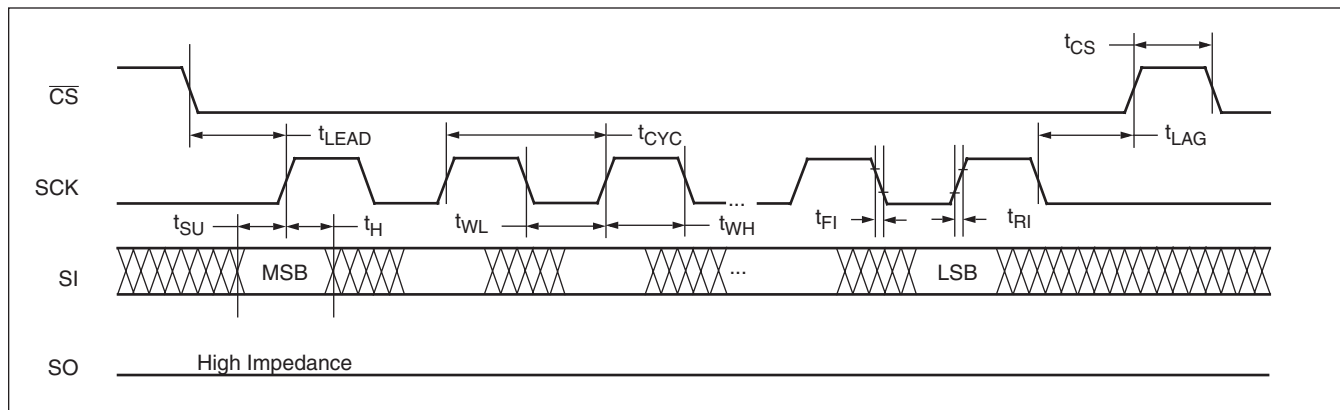 tCS
CS
tLEAD
tCYC
tLAG
SCK
...
tSU
tH
tWL
tWH
tFI
tRI
SI
MSB
...
LSB
SO
High Impedance